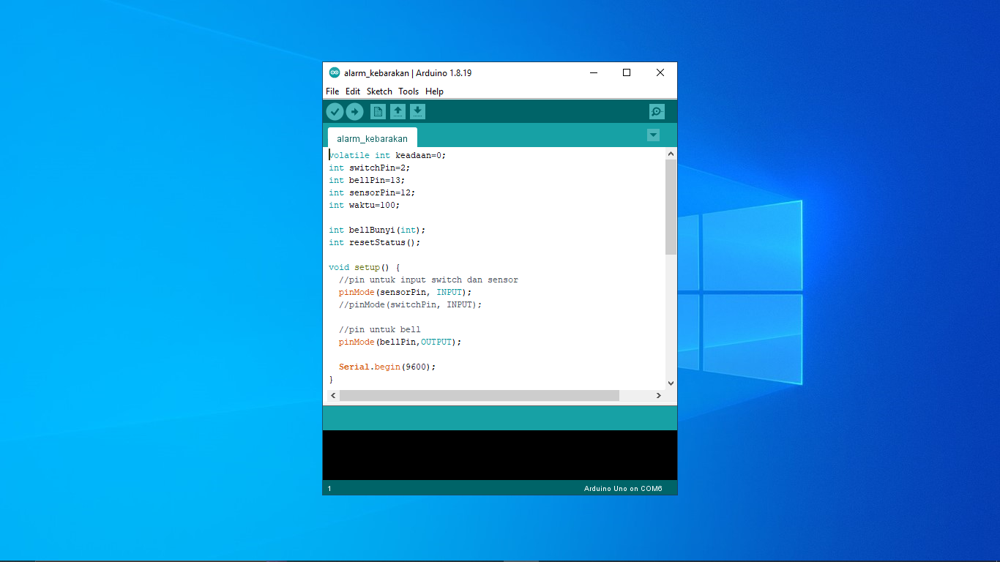 alarm_kebarakan | Arduino 1.8.19
File Edit Sketch Tools Help
alarm_kebarakan
volatile int keadaan=0;
int switchPin=2;
int bellPin=13;
int sensorPin=12;
int waktu=100;
int bellBunyi(int);
int resetStatus();
void setup() {
//pin untuk input switch dan sensor
pinMode(sensorPin, INPUT);
//pinMode(switchPin, INPUT);
//pin untuk bell
pinMode(bellPin,OUTPUT);
Serial.begin(9600);
}
1 Arduino Uno on COM6